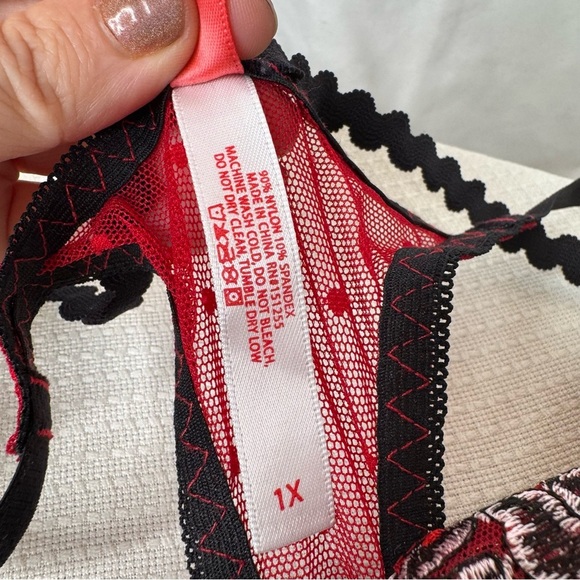 90% NYLON 10% SPANDEX
MADE IN CHINA RN#151255
MACHINE WASH COLD, DO NOT BLEACH,
DO NOT DRY CLEAN, TUMBLE DRY LOW
1X